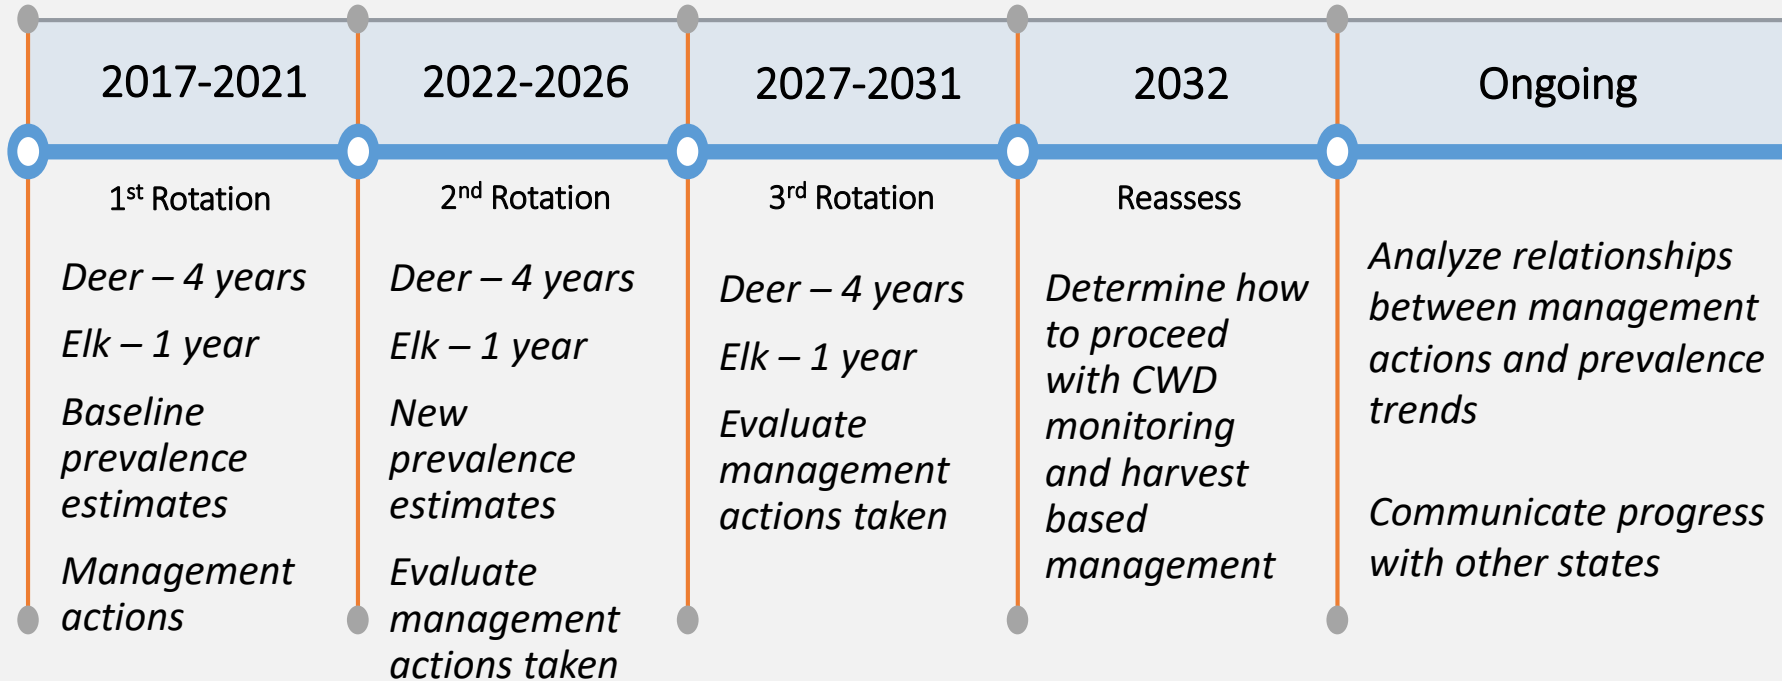 2017-2021
1st Rotation
Deer – 4 years
Elk – 1 year
Baseline
prevalence
estimates
Management
actions
2022-2026
2nd Rotation
Deer – 4 years
Elk – 1 year
New
prevalence
estimates
Evaluate
management
actions taken
2027-2031
3rd Rotation
Deer – 4 years
Elk – 1 year
Evaluate
management
actions taken
2032
Reassess
Determine how
to proceed
with CWD
monitoring
and harvest
based
management
Ongoing
Analyze relationships
between management
actions and prevalence
trends
Communicate progress
with other states